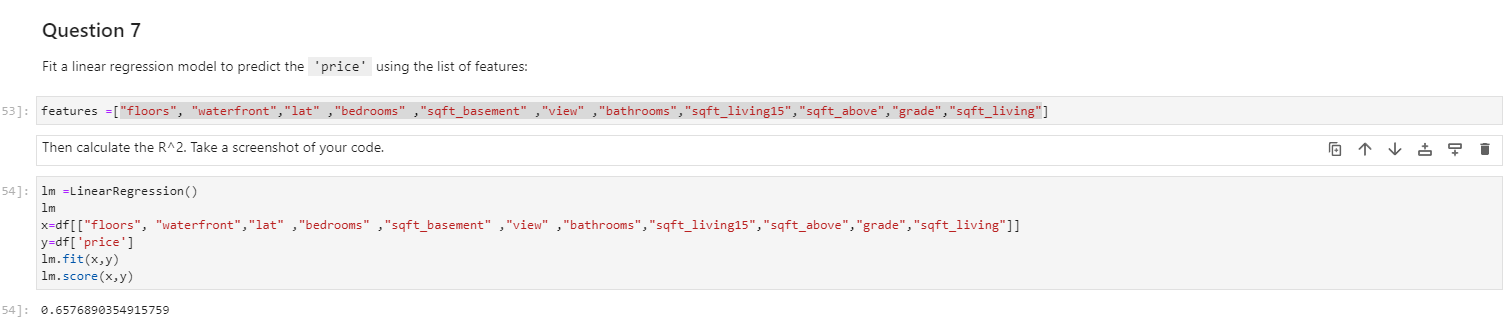 Question 7
Fit a linear regression model to predict the 'price' using the list of features:
53]: features =["floors", "waterfront","lat" ,"bedrooms" ,"sqft_basement" ,"view" ,"bathrooms","sqft_living15","sqft_above","grade","sqft_living"]
Then calculate the R^2. Take a screenshot of your code.
54]: lm =LinearRegression()
lm
x=df[["floors", "waterfront","lat" ,"bedrooms" ,"sqft_basement" ,"view" ,"bathrooms","sqft_living15","sqft_above","grade","sqft_living"]]
y=df['price']
lm.fit(x,y)
lm.score(x,y)
54]: 0.6576890354915759